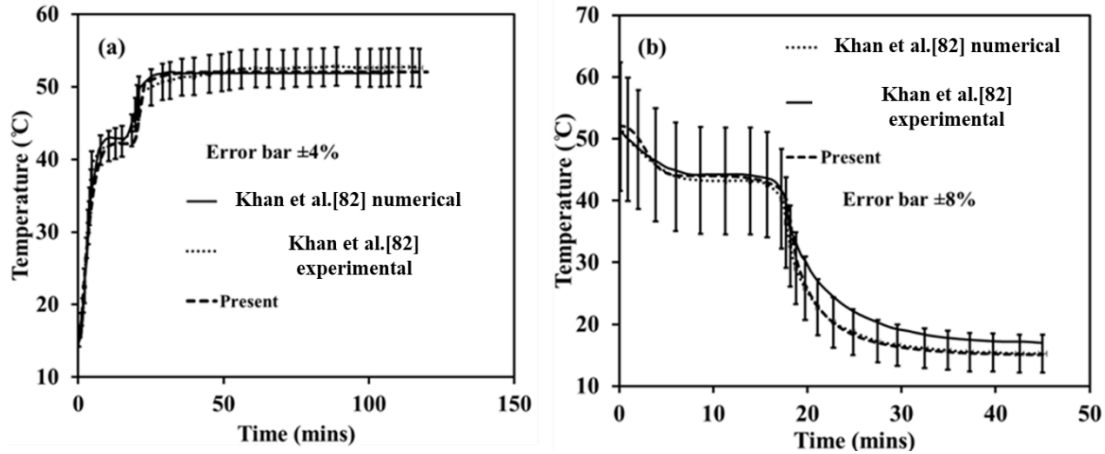 60
50
40
30
20
10
Temperature (℃)
(a)
Error bar ±4%
Khan et al.[82] numerical
Khan et al.[82]
experimental
Present
0
50
100
150
Time (mins)
70
60
50
40
30
20
10
Temperature (℃)
(b)
Khan et al.[82] numerical
Khan et al.[82]
experimental
Present
Error bar ±8%
0
10
20
30
40
50
Time (mins)